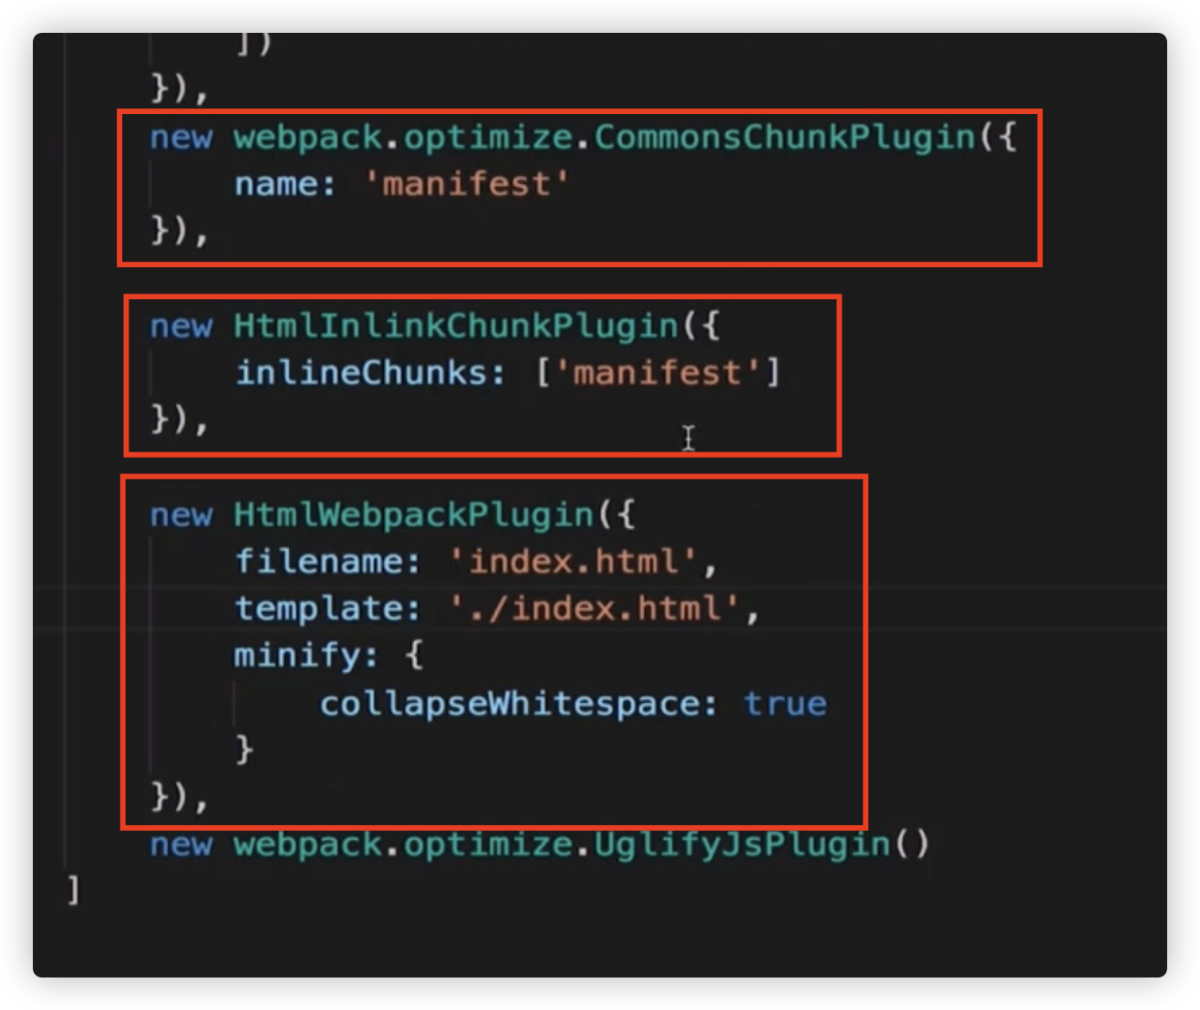 ])
}),
new webpack.optimize.CommonsChunkPlugin({
name: 'manifest'
}),
new HtmlInlinkChunkPlugin({
inlineChunks: ['manifest']
}),
new HtmlWebpackPlugin({
filename: 'index.html',
template: './index.html',
minify: {
collapseWhitespace: true
}
}),
new webpack.optimize.UglifyJsPlugin()
]